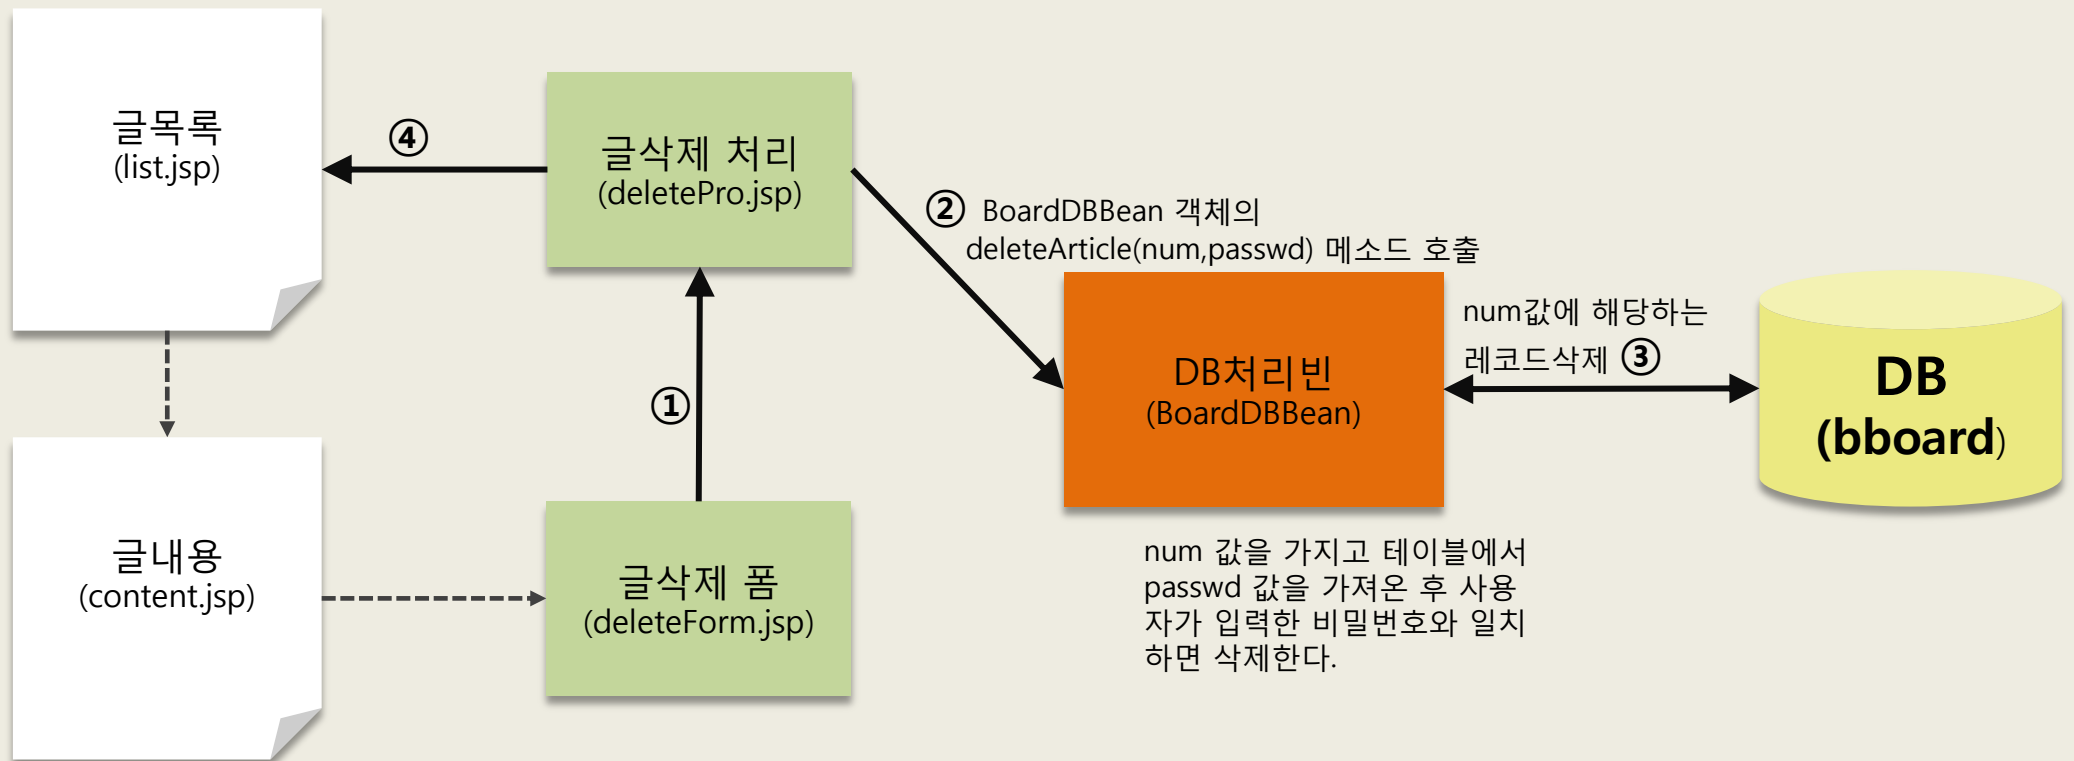 글목록
(list.jsp)
④
글삭제 처리
(deletePro.jsp)
② BoardDBBean 객체의
deleteArticle(num,passwd) 메소드 호출
num값에 해당하는
레코드삭제 ③
DB처리빈
(BoardDBBean)
DB
(bboard)
①
글내용
(content.jsp)
글삭제 폼
(deleteForm.jsp)
num 값을 가지고 테이블에서
passwd 값을 가져온 후 사용
자가 입력한 비밀번호와 일치
하면 삭제한다.